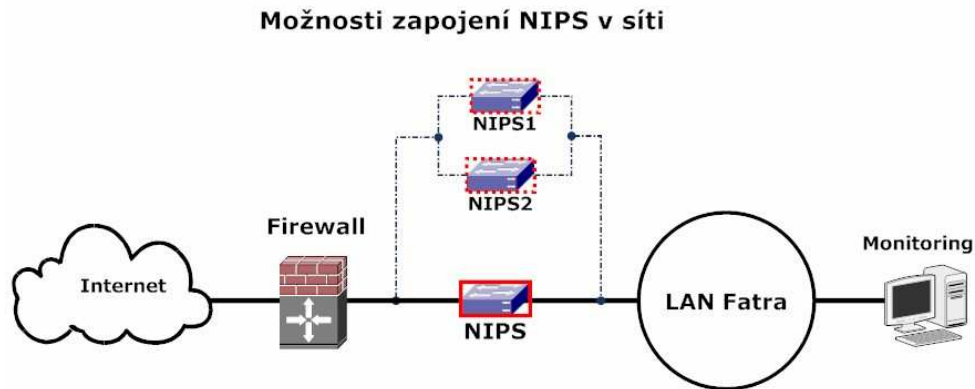 Možnosti zapojení NIPS v síti
NIPS1
NIPS2
Firewall
Internet
NIPS
LAN Fatra
Monitoring